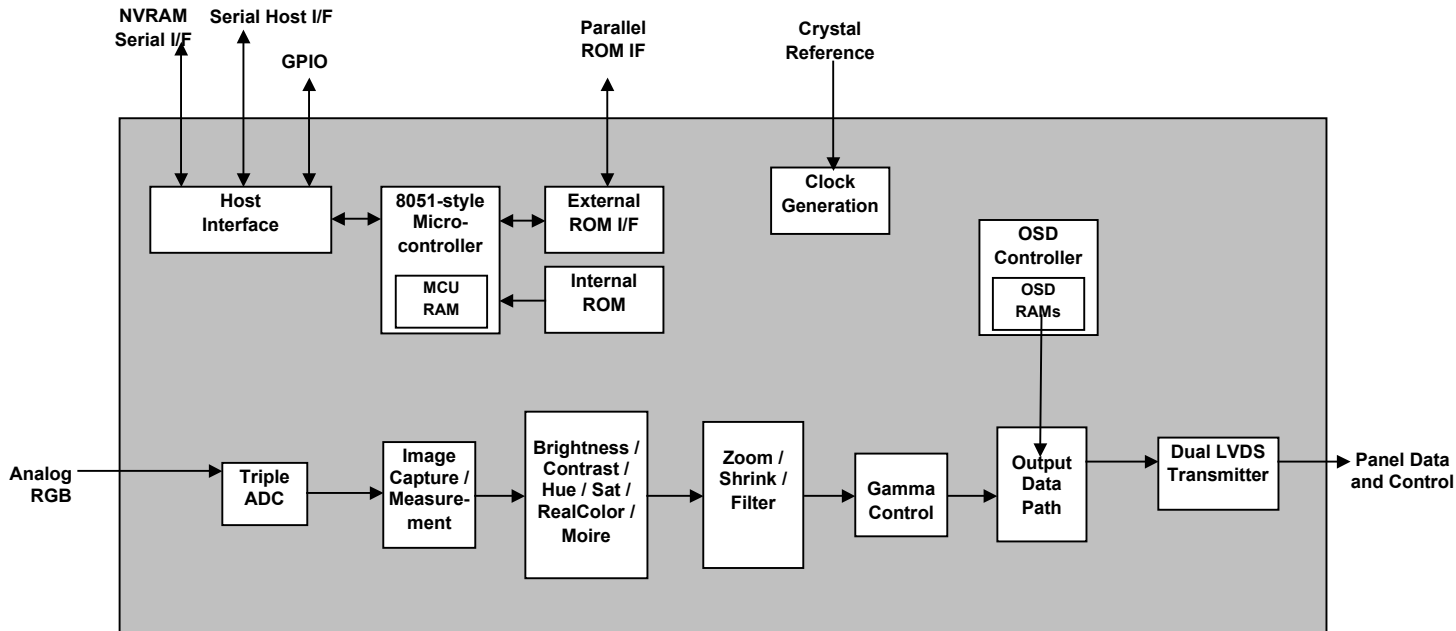 NVRAM
Serial I/F
Serial Host I/F
GPIO
Parallel
ROM IF
Crystal
Reference
Host
Interface
8051-style
Micro-
controller
MCU
RAM
External
ROM I/F
Internal
ROM
Clock
Generation
OSD
Controller
OSD
RAMs
Analog
RGB
Triple
ADC
Image
Capture /
Measure-
ment
Brightness /
Contrast /
Hue / Sat /
RealColor /
Moire
Zoom /
Shrink /
Filter
Gamma
Control
Output
Data
Path
Dual LVDS
Transmitter
Panel Data
and Control